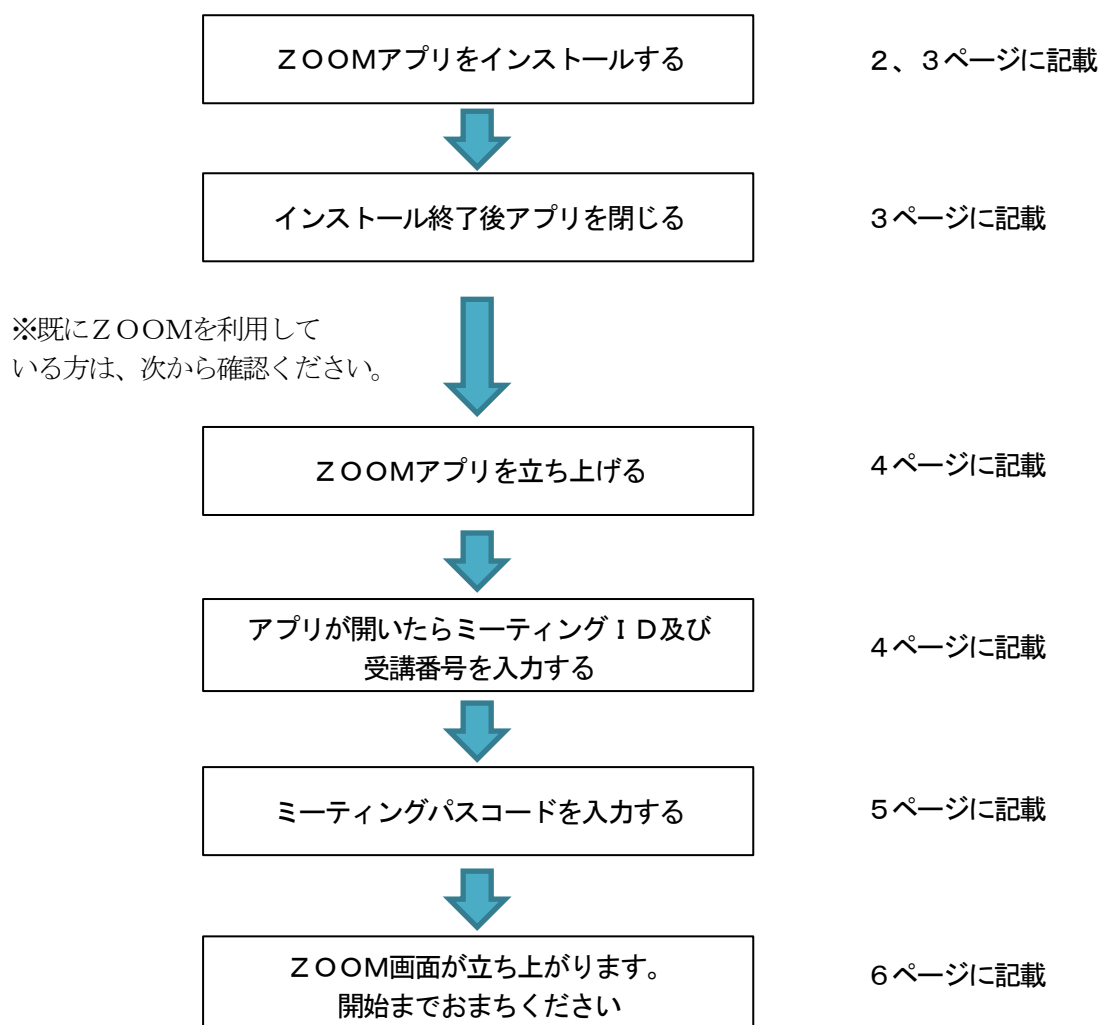 ＺＯＯＭアプリをインストールする
２、３ページに記載
インストール終了後アプリを閉じる
３ページに記載
※既にＺＯＯＭを利用して
いる方は、次から確認ください。
ＺＯＯＭアプリを立ち上げる
４ページに記載
アプリが開いたらミーティングＩＤ及び
受講番号を入力する
４ページに記載
ミーティングパスコードを入力する
５ページに記載
ＺＯＯＭ画面が立ち上がります。
開始までおまちください
６ページに記載